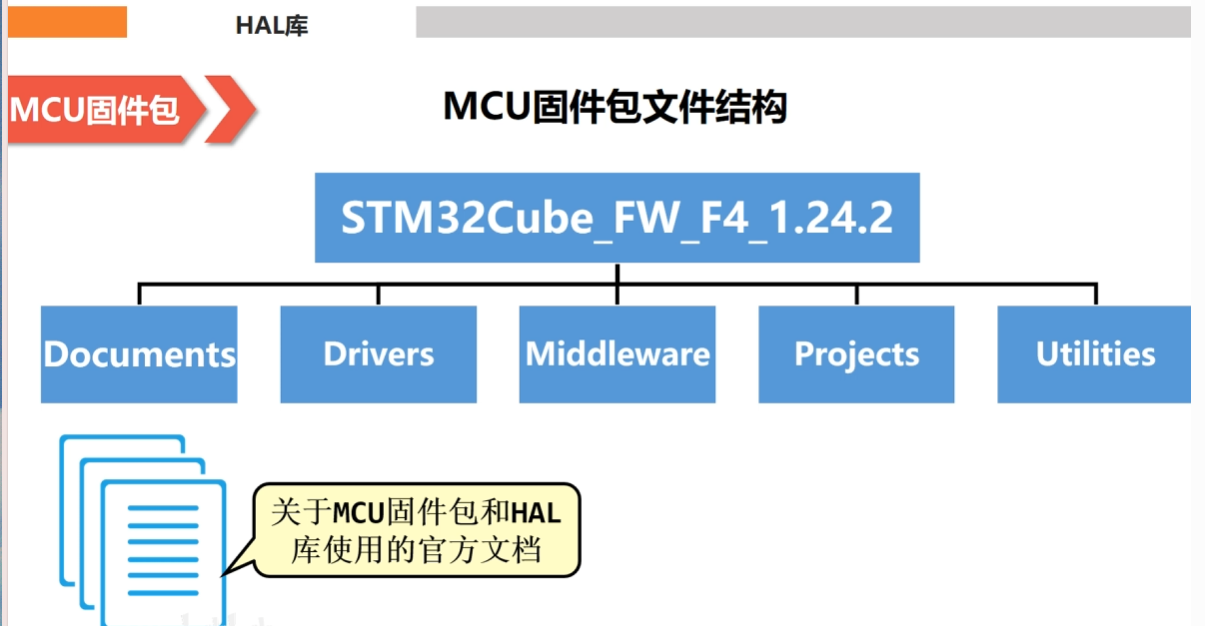 HAL库
MCU固件包
MCU固件包文件结构
STM32Cube_FW_F4_1.24.2
Documents
Drivers
Middleware
Projects
Utilities
关于MCU固件包和HAL
库使用的官方文档